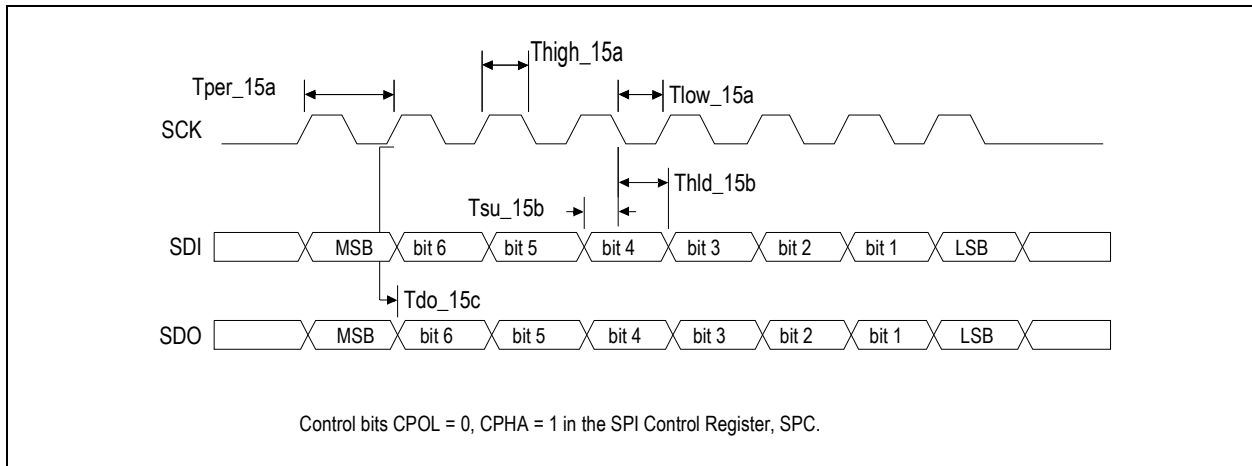 Thigh_15a
Tper_15a
Tlow_15a
SCK
Thld_15b
Tsu_15b
SDI MSB bit 6 bit 5 bit 4 bit 3 bit 2 bit 1 LSB
Tdo_15c
SDO MSB bit 6 bit 5 bit 4 bit 3 bit 2 bit 1 LSB
Control bits CPOL = 0, CPHA = 1 in the SPI Control Register, SPC.